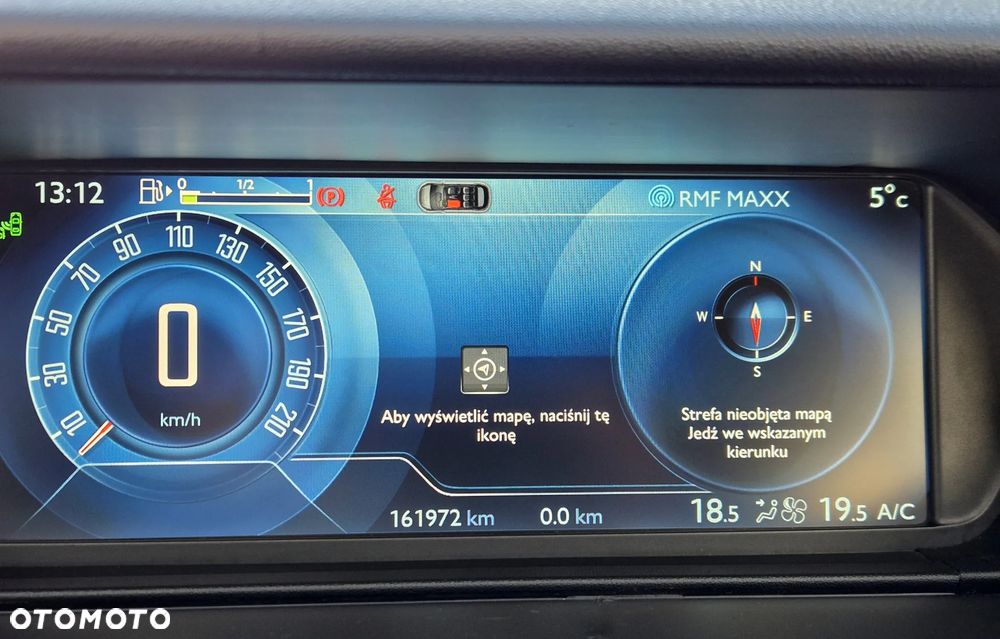 13:12
0 1/2 1
P
RMF MAXX
5°C
10 30 50 70 90 110 130 150 170 190 210
0
km/h
N
W E
S
Aby wyświetlić mapę, naciśnij tę
ikonę
Strefa nieobjęta mapą
Jedź we wskazanym
kierunku
161972 km
0.0 km
18.5
19.5 A/C
OTOMOTO